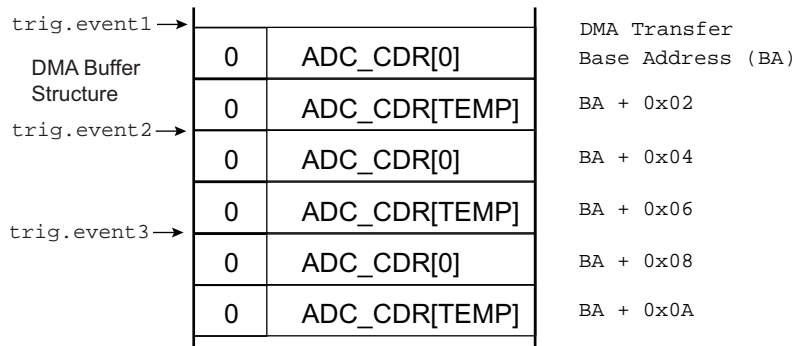 trig.event1
DMA Transfer
0 ADC_CDR[0] Base Address (BA)
DMA Buffer
Structure
0 ADC_CDR[TEMP] BA + 0x02
trig.event2
0 ADC_CDR[0] BA + 0x04
0 ADC_CDR[TEMP] BA + 0x06
trig.event3
0 ADC_CDR[0] BA + 0x08
0 ADC_CDR[TEMP] BA + 0x0A